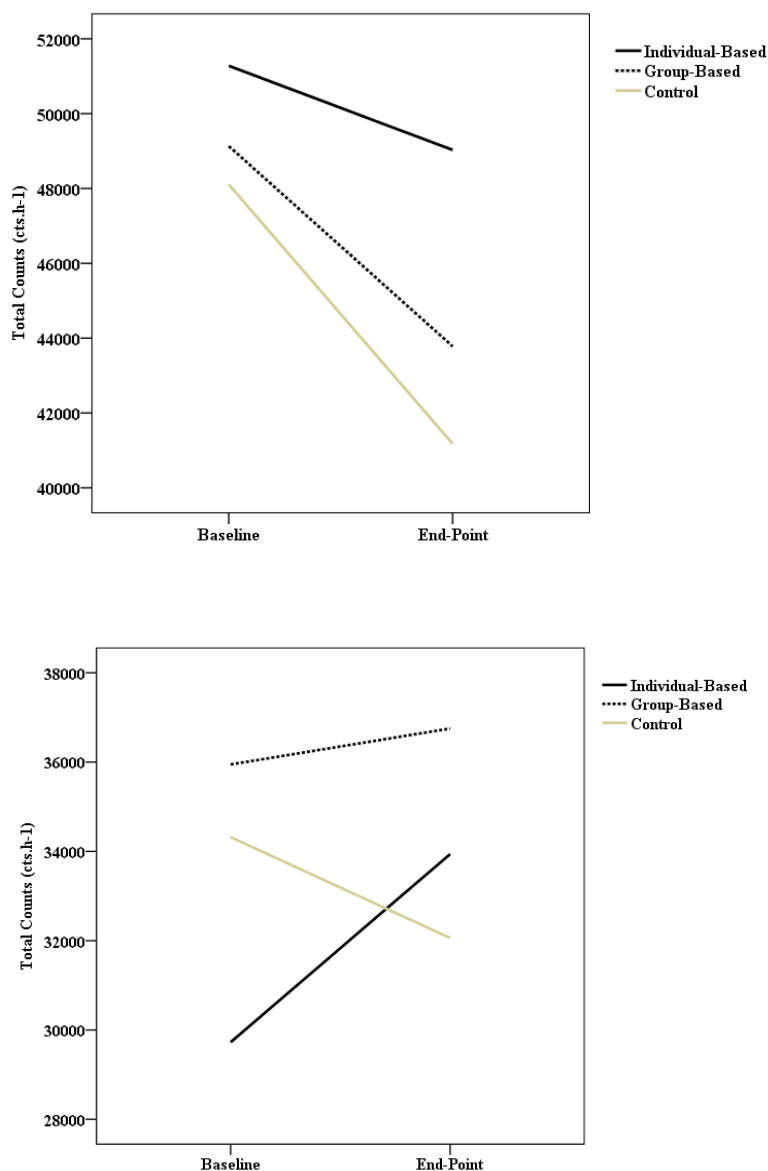 52000
50000
48000
46000
44000
42000
40000
Total Counts (cts.h-1)
Baseline
End-Point
Individual-Based
Group-Based
Control
38000
36000
34000
32000
30000
28000
Total Counts (cts.h-1)
Baseline
End-Point
Individual-Based
Group-Based
Control